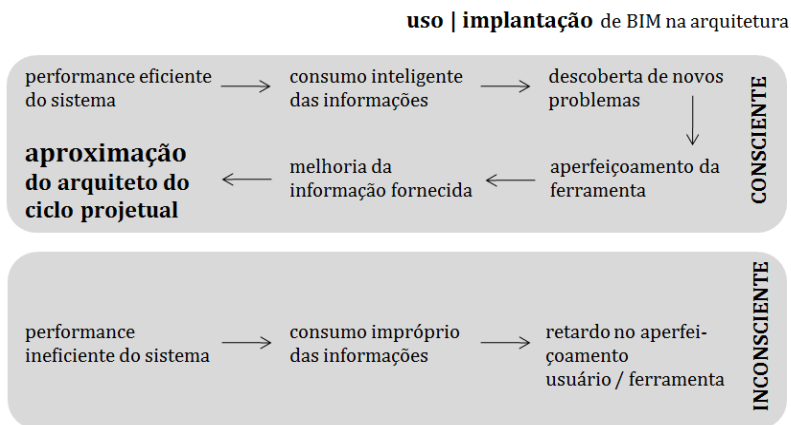 uso | implantação de BIM na arquitetura
performance eficiente
do sistema
consumo inteligente
das informações
descoberta de novos
problemas
aperfeiçoamento da
ferramenta
melhoria da
informação fornecida
aproximação
do arquiteto do
ciclo projetual
CONSCIENTE
performance
ineficiente do sistema
consumo impróprio
das informações
retardo no aperfei-
çoamento
usuário / ferramenta
INCONSCIENTE